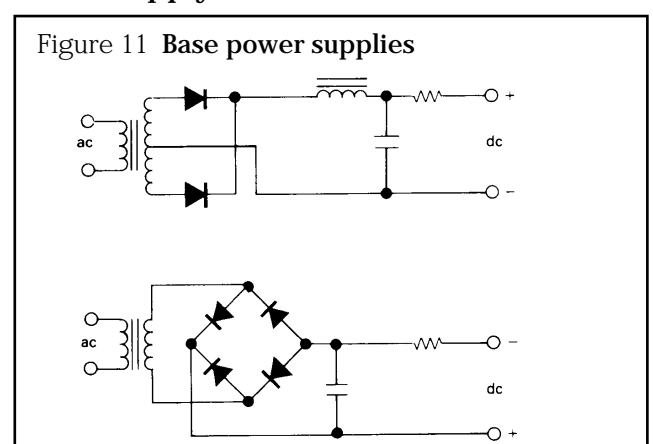 Figure 11 Base power supplies
+
ac
dc
−
−
ac
dc
+